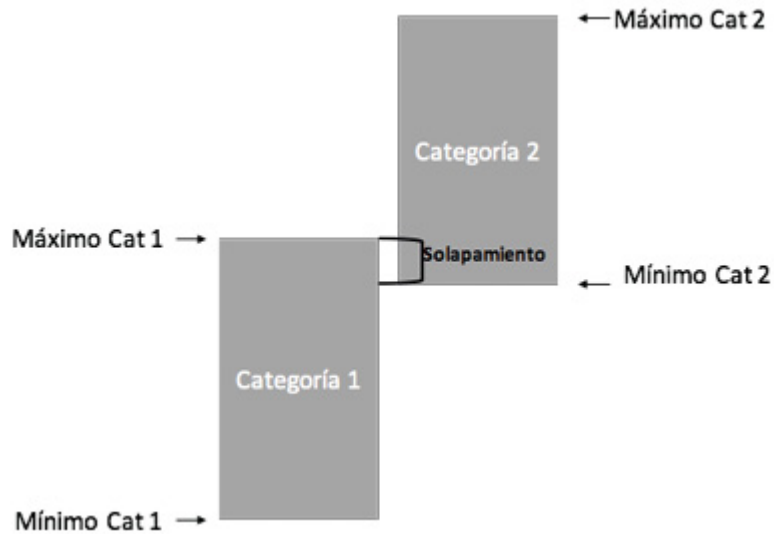 Máximo Cat 2
Categoría 2
Máximo Cat 1
Solapamiento
Mínimo Cat 2
Categoría 1
Mínimo Cat 1